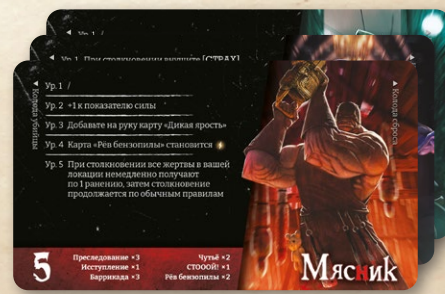 Ур. 1 /
Ур. 1 При столкновении внушите [СТРАХ]
Колода убийцы
Колода сброса
Ур. 1 /
Ур. 2 +1 к показателю силы
Ур. 3 Добавьте на руку карту «Дикая ярость»
Ур. 4 Карта «Рёв бензопилы» становится
Ур. 5 При столкновении все жертвы в вашей
локации немедленно получают
по 1 ранению, затем столкновение
продолжается по обычным правилам
5
Преследование ×3
Исступление ×1
Баррикада ×3
Чутьё ×2
СТОООЙ! ×1
Рёв бензопилы ×2
Мясник